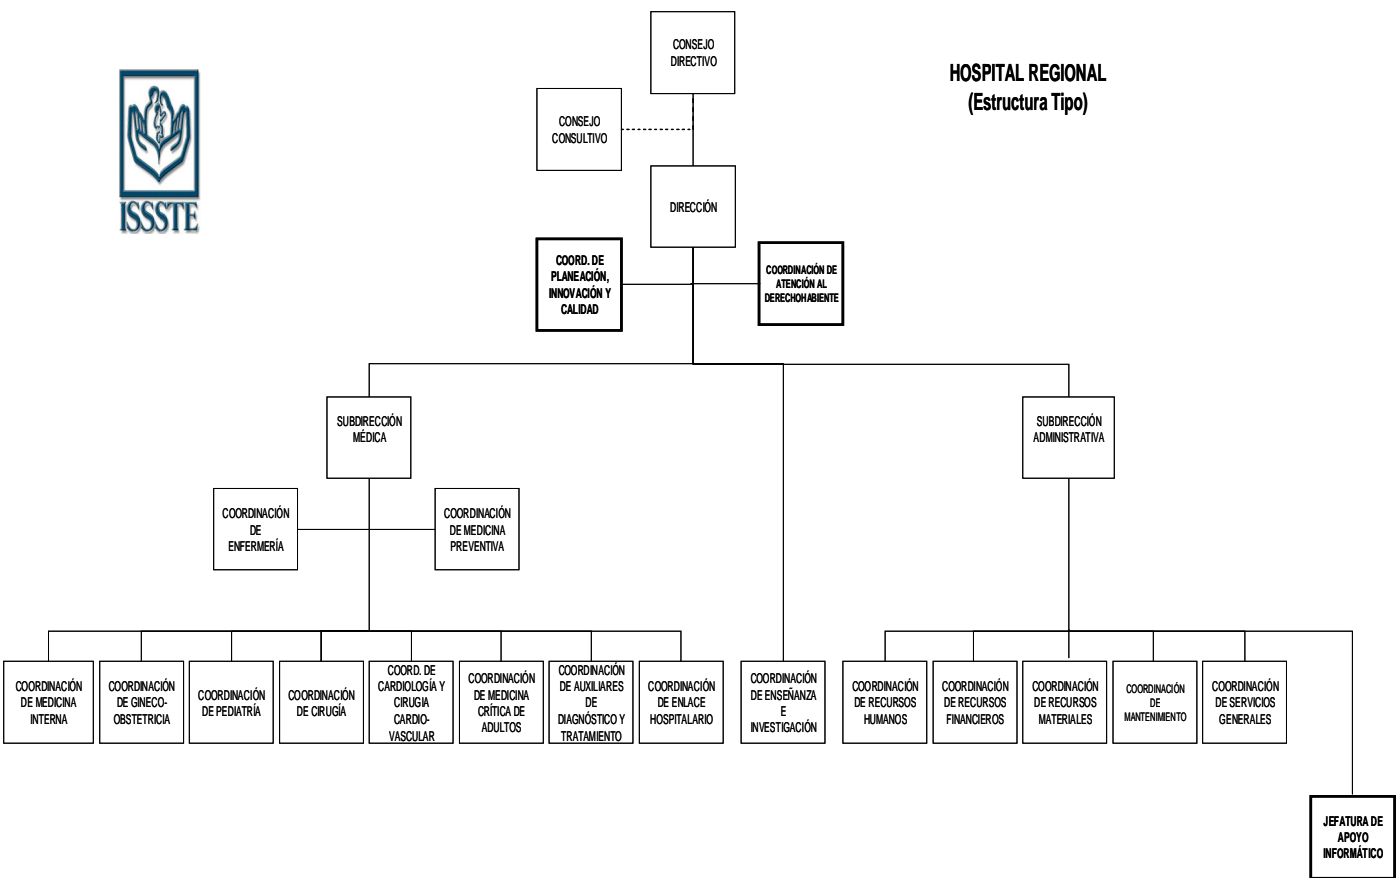 CONSEJO
DIRECTIVO
HOSPITAL REGIONAL
(Estructura Tipo)
ISSSTE
CONSEJO
CONSULTIVO
DIRECCIÓN
COORD. DE
PLANEACIÓN,
INNOVACIÓN Y
CALIDAD
COORDINACIÓN DE
ATENCIÓN AL
DERECHOHABIENTE
SUBDIRECCIÓN
MÉDICA
SUBDIRECCIÓN
ADMINISTRATIVA
COORDINACIÓN
DE
ENFERMERÍA
COORDINACIÓN
DE MEDICINA
PREVENTIVA
COORDINACIÓN
DE MEDICINA
INTERNA
COORDINACIÓN
DE GINECO-
OBSTETRICIA
COORDINACIÓN
DE PEDIATRÍA
COORDINACIÓN
DE CIRUGÍA
COORD. DE
CARDIOLOGÍA Y
CIRUGIA
CARDIO-
VASCULAR
COORDINACIÓN
DE MEDICINA
CRÍTICA DE
ADULTOS
COORDINACIÓN
DE AUXILIARES
DE
DIAGNÓSTICO Y
TRATAMIENTO
COORDINACIÓN
DE ENLACE
HOSPITALARIO
COORDINACIÓN
DE ENSEÑANZA
E
INVESTIGACIÓN
COORDINACIÓN
DE RECURSOS
HUMANOS
COORDINACIÓN
DE RECURSOS
FINANCIEROS
COORDINACIÓN
DE RECURSOS
MATERIALES
COORDINACIÓN
DE
MANTENIMIENTO
COORDINACIÓN
DE SERVICIOS
GENERALES
JEFATURA DE
APOYO
INFORMÁTICO